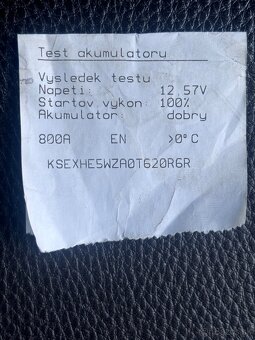 Test akumulatoru
Vysledek testu
Napeti: 12,57V
Startov vykon: 100%
Akumulator: dobry
800A EN >0°C
KSEXHE5WZA0T620R6R